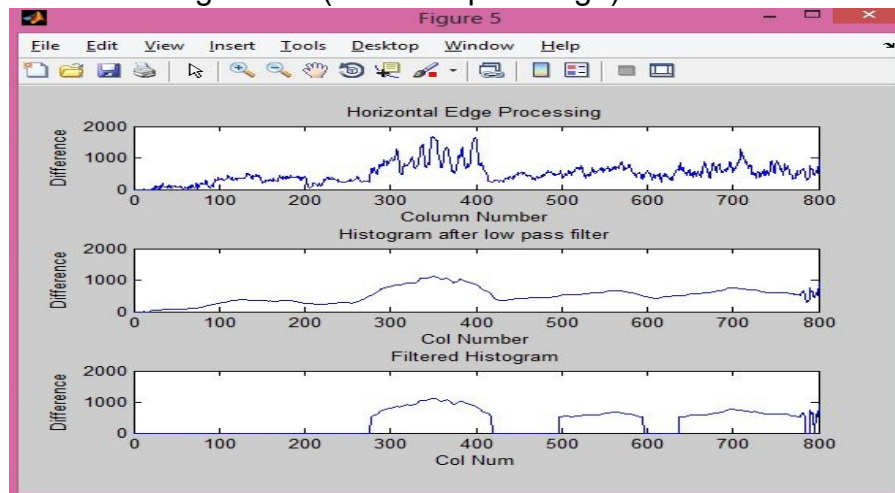 Figure 5
File Edit View Insert Tools Desktop Window Help
Horizontal Edge Processing
Difference
2000
1000
0
0 100 200 300 400 500 600 700 800
Column Number
Histogram after low pass filter
Difference
2000
1000
0
0 100 200 300 400 500 600 700 800
Col Number
Filtered Histogram
Difference
2000
1000
0
0 100 200 300 400 500 600 700 800
Col Num